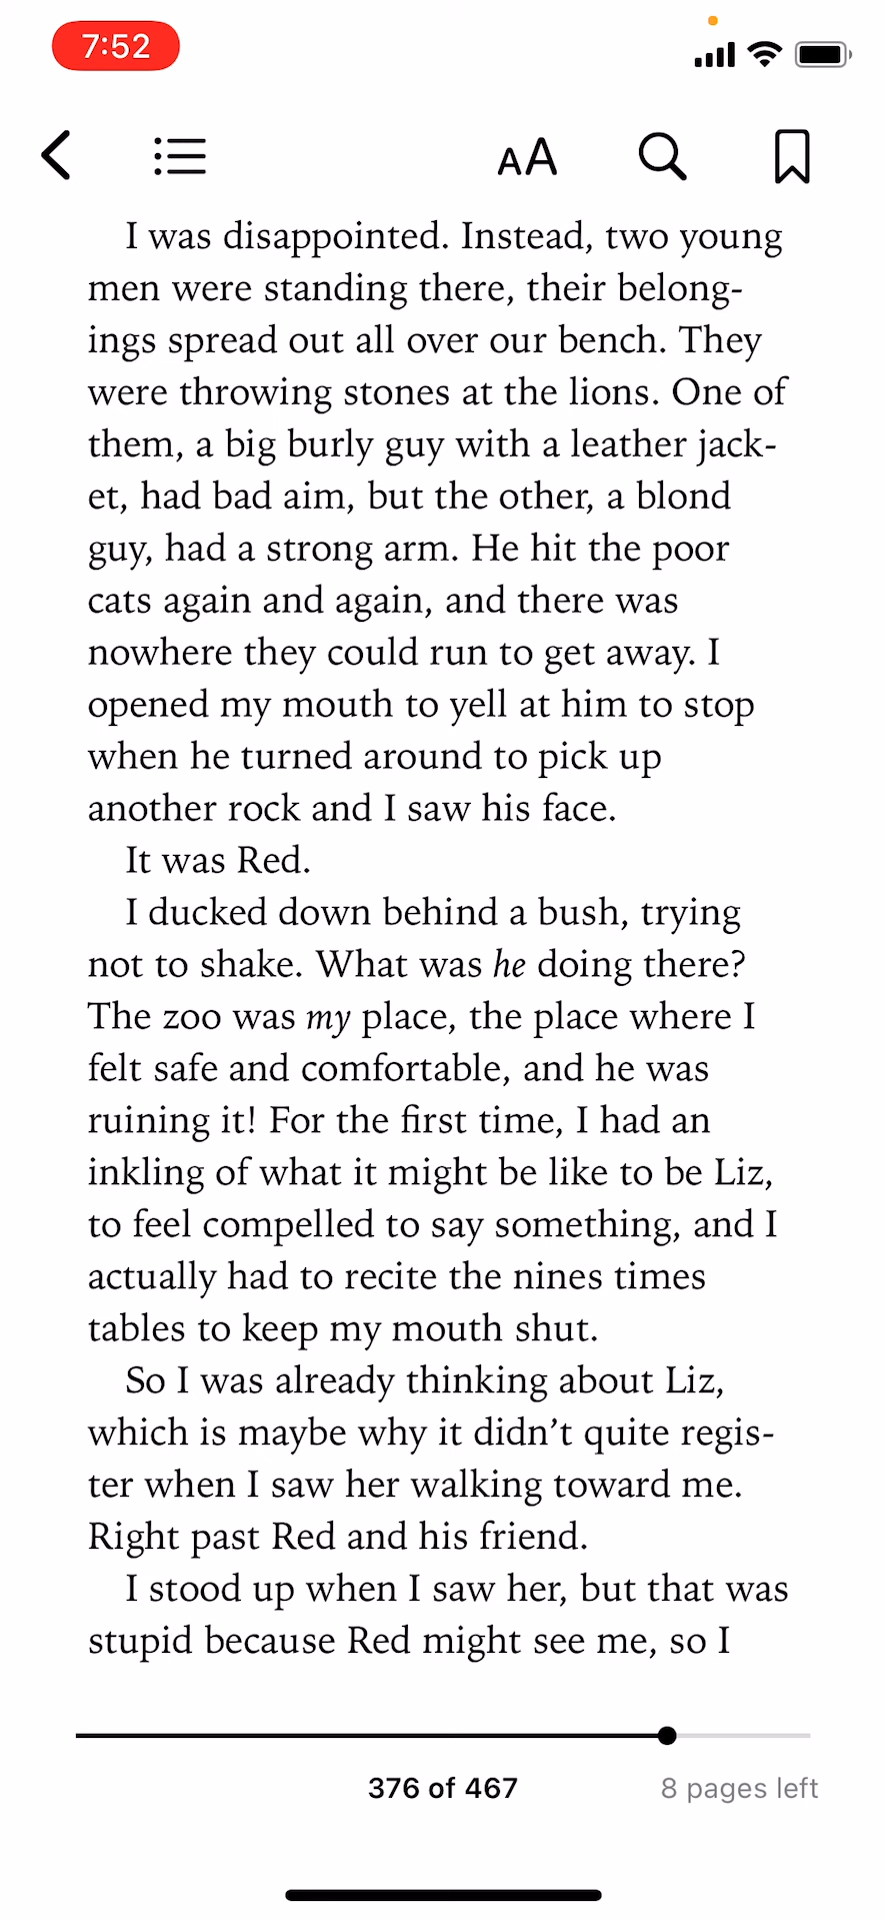 7:52
AA
I was disappointed. Instead, two young
men were standing there, their belong-
ings spread out all over our bench. They
were throwing stones at the lions. One of
them, a big burly guy with a leather jack-
et, had bad aim, but the other, a blond
guy, had a strong arm. He hit the poor
cats again and again, and there was
nowhere they could run to get away. I
opened my mouth to yell at him to stop
when he turned around to pick up
another rock and I saw his face.
It was Red.
I ducked down behind a bush, trying
not to shake. What was he doing there?
The zoo was my place, the place where I
felt safe and comfortable, and he was
ruining it! For the first time, I had an
inkling of what it might be like to be Liz,
to feel compelled to say something, and I
actually had to recite the nines times
tables to keep my mouth shut.
So I was already thinking about Liz,
which is maybe why it didn’t quite regis-
ter when I saw her walking toward me.
Right past Red and his friend.
I stood up when I saw her, but that was
stupid because Red might see me, so I
376 of 467
8 pages left